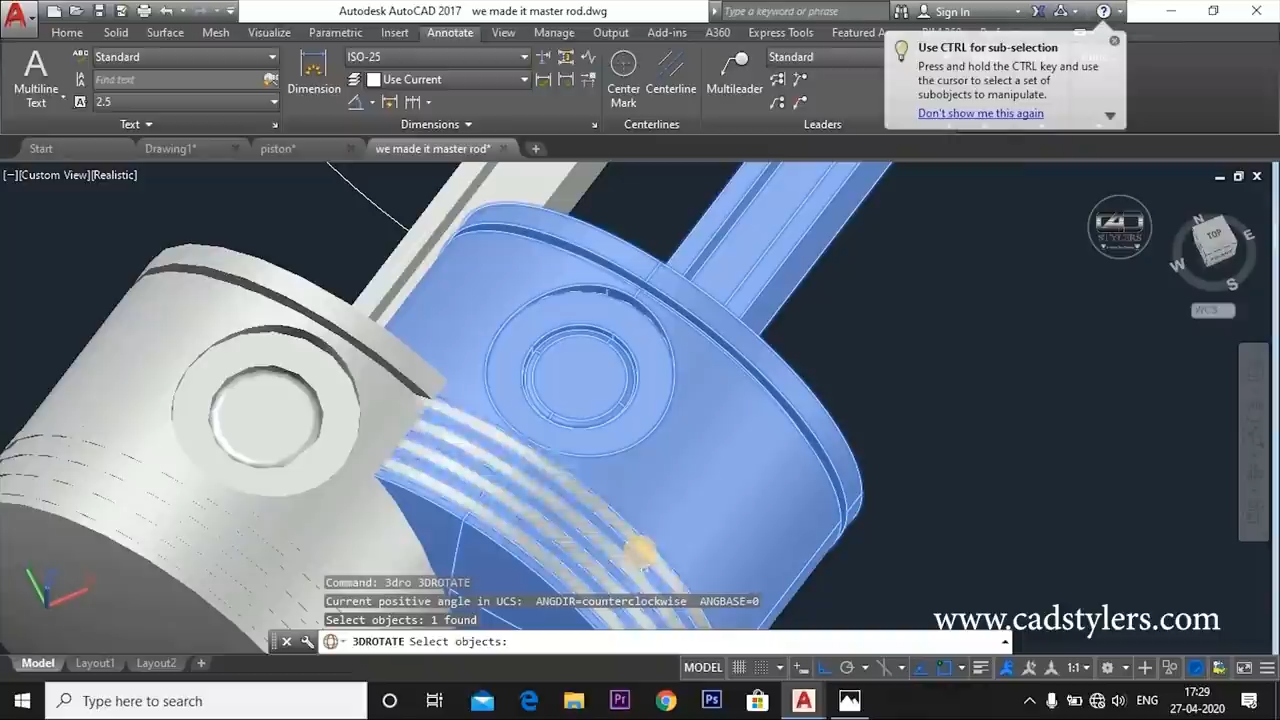 Autodesk AutoCAD 2017    we made it master rod.dwg
Type a keyword or phrase
Sign In
Home Solid Surface Mesh Visualize Parametric Insert Annotate View Manage Output Add-ins A360 Express Tools Featured A
Use CTRL for sub-selection
Press and hold the CTRL key and use
the cursor to select a set of
subobjects to manipulate.
Don't show me this again
Multiline
Text
ABC
Standard
Find text
2.5
Text
Dimension
ISO-25
Use Current
Dimensions
Center
Mark
Centerline
Centerlines
Multileader
Standard
Leaders
Start Drawing1* piston* we made it master rod*
[−][Custom View][Realistic]
N
W
E
S
TOP
WCS
Command: 3dro 3DROTATE
Current positive angle in UCS:  ANGDIR=counterclockwise  ANGBASE=0
Select objects: 1 found
3DROTATE Select objects:
www.cadstylers.org
Model Layout1 Layout2
MODEL
1:1
Type here to search
Pr
Ps
ENG
17:29
27-04-2020